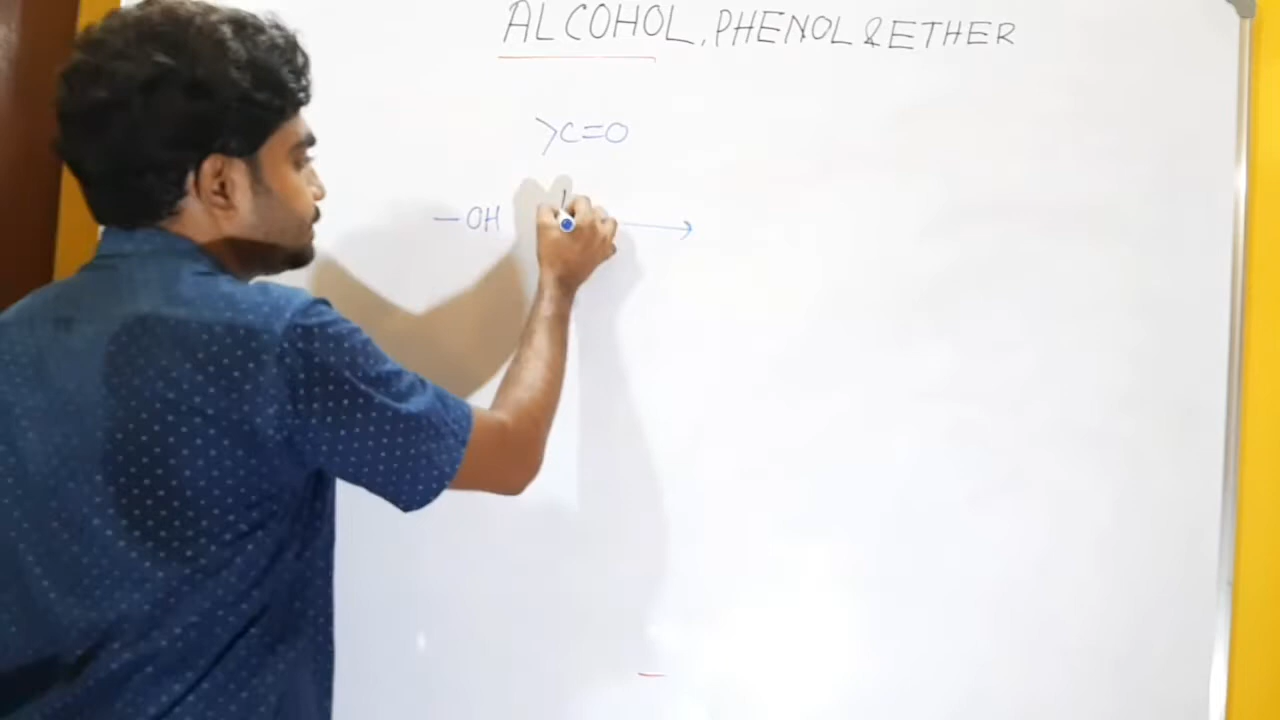 ALCOHOL, PHENOL & ETHER
>C=O
—OH →